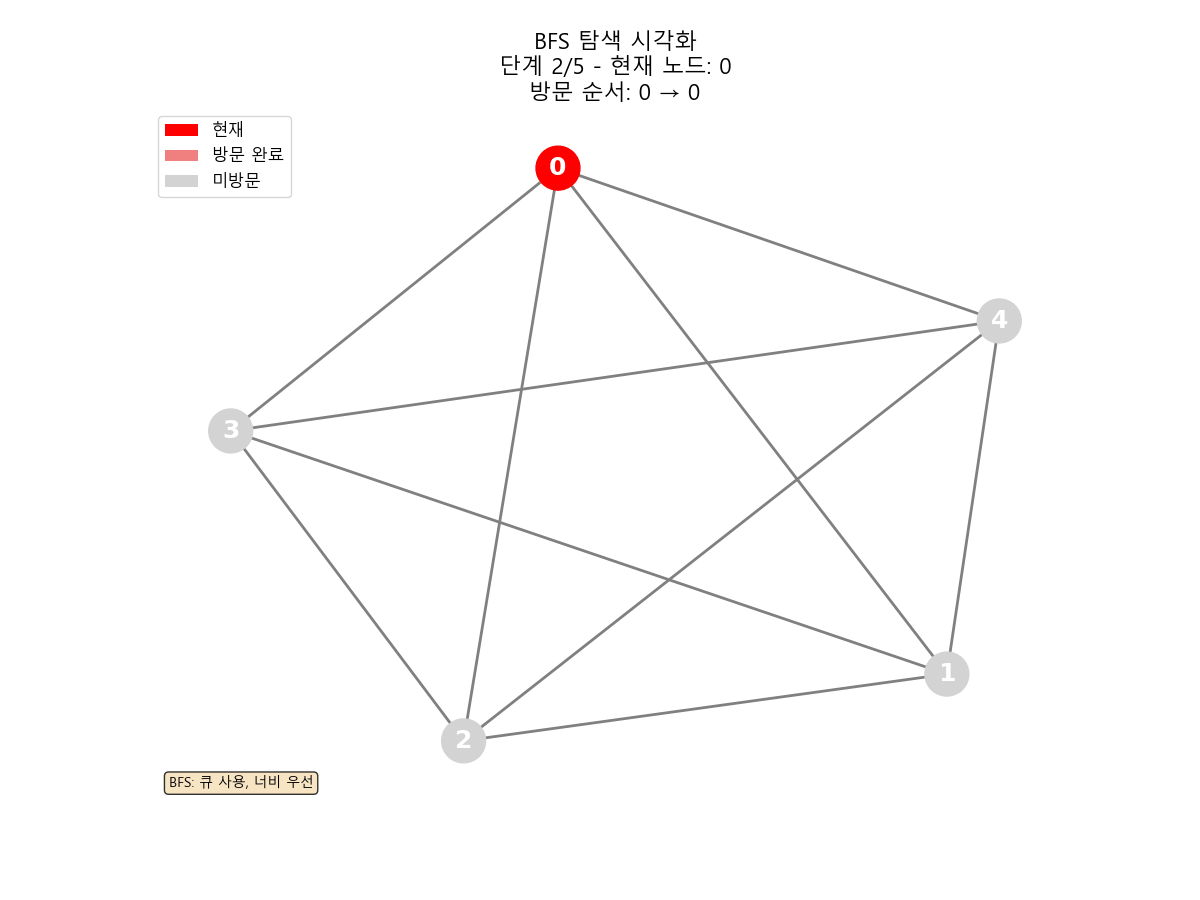 BFS 탐색 시각화
단계 2/5 - 현재 노드: 0
방문 순서: 0 → 0
현재
방문 완료
미방문
0
4
3
1
2
BFS: 큐 사용, 너비 우선